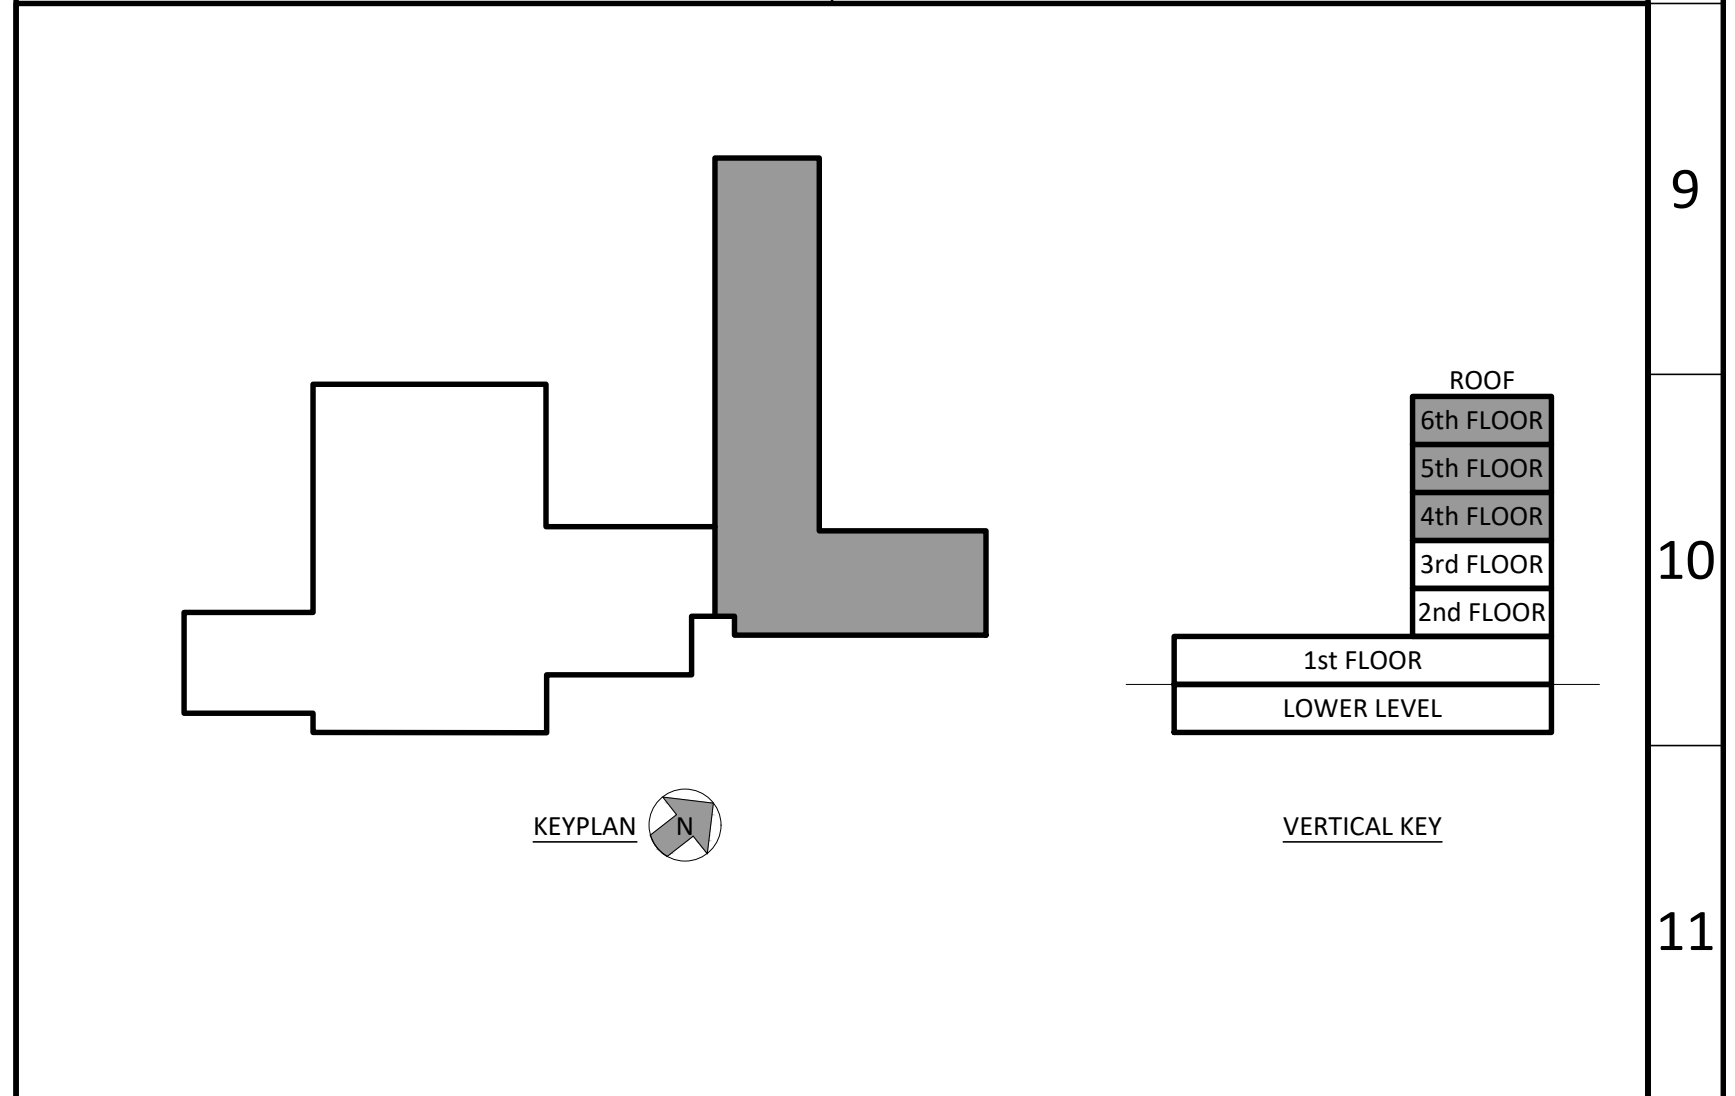 9
ROOF
6th FLOOR
5th FLOOR
4th FLOOR
3rd FLOOR
10
2nd FLOOR
1st FLOOR
LOWER LEVEL
KEYPLAN
N
VERTICAL KEY
11